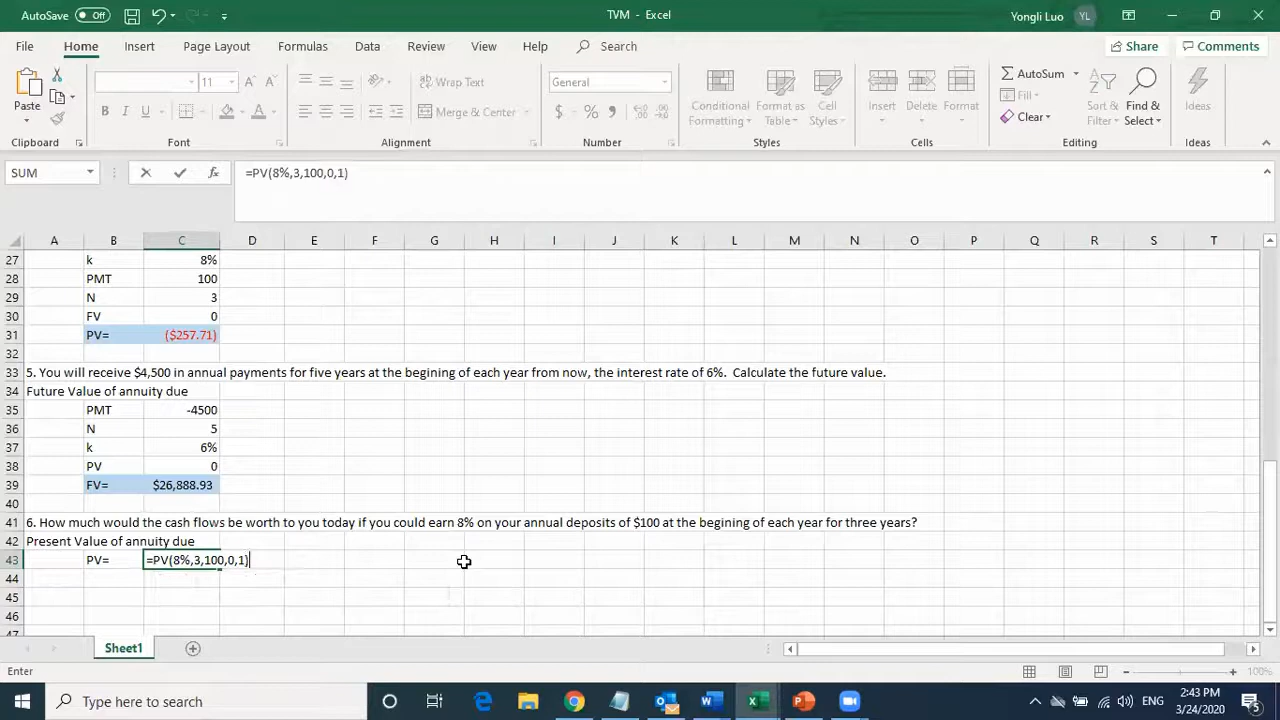 AutoSave Off TVM - Excel Yongli Luo YL
File Home Insert Page Layout Formulas Data Review View Help Search Share Comments
Paste 11 Wrap Text General Conditional Formatting Format as Table Cell Styles Insert Delete Format AutoSum Fill Clear Sort & Filter Find & Select Ideas
B I U Merge & Center $ % ,
Clipboard Font Alignment Number Styles Cells Editing Ideas
SUM fx =PV(8%,3,100,0,1)
A B C D E F G H I J K L M N O P Q R S T
27 k 8%
28 PMT 100
29 N 3
30 FV 0
31 PV= ($257.71)
32
33 5. You will receive $4,500 in annual payments for five years at the begining of each year from now, the interest rate of 6%. Calculate the future value.
34 Future Value of annuity due
35 PMT -4500
36 N 5
37 k 6%
38 PV 0
39 FV= $26,888.93
40
41 6. How much would the cash flows be worth to you today if you could earn 8% on your annual deposits of $100 at the begining of each year for three years?
42 Present Value of annuity due
43 PV= =PV(8%,3,100,0,1)
44
45
46
47
Sheet1
Enter 100%
Type here to search ENG 2:43 PM
3/24/2020 5